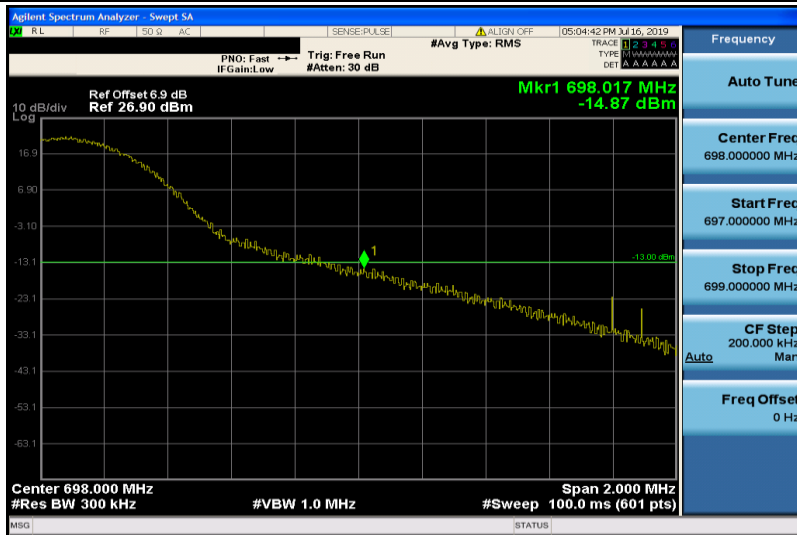 Agilent Spectrum Analyzer - Swept SA
LXI RL RF 50 Ω AC SENSE:PULSE ALIGN OFF 05:04:42 PM Jul 16, 2019
#Avg Type: RMS TRACE 1 2 3 4 5 6
PNO: Fast Trig: Free Run TYPE M WWWWW
IFGain:Low #Atten: 30 dB DET A A A A A A
Mkr1 698.017 MHz
-14.87 dBm
Ref Offset 6.9 dB
10 dB/div Ref 26.90 dBm
Log
16.9
6.90
-3.10
1
-13.1
-13.00 dBm
-23.1
-33.1
-43.1
-53.1
-63.1
Center 698.000 MHz Span 2.000 MHz
#Res BW 300 kHz #VBW 1.0 MHz #Sweep 100.0 ms (601 pts)
MSG STATUS
Frequency
Auto Tune
Center Freq
698.000000 MHz
Start Freq
697.000000 MHz
Stop Freq
699.000000 MHz
CF Step
200.000 kHz
Auto Man
Freq Offset
0 Hz